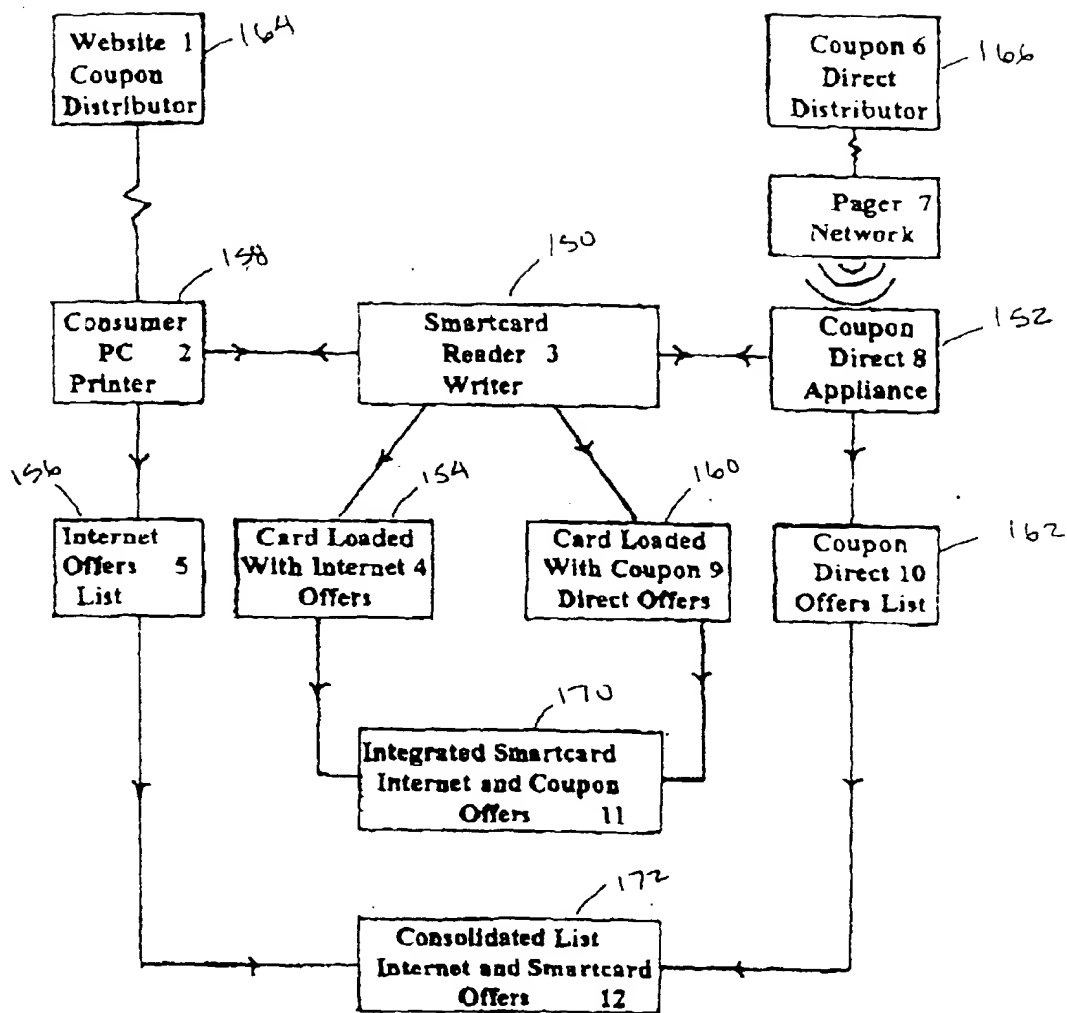 Website 1
Coupon
Distributor
164
Coupon 6
Direct
Distributor
166
Pager 7
Network
158
150
Consumer
PC 2
Printer
Smartcard
Reader 3
Writer
Coupon
Direct 8
Appliance
152
156
154
160
Internet
Offers 5
List
Card Loaded
With Internet 4
Offers
Card Loaded
With Coupon 9
Direct Offers
Coupon
Direct 10
Offers List
162
170
Integrated Smartcard
Internet and Coupon
Offers 11
172
Consolidated List
Internet and Smartcard
Offers 12